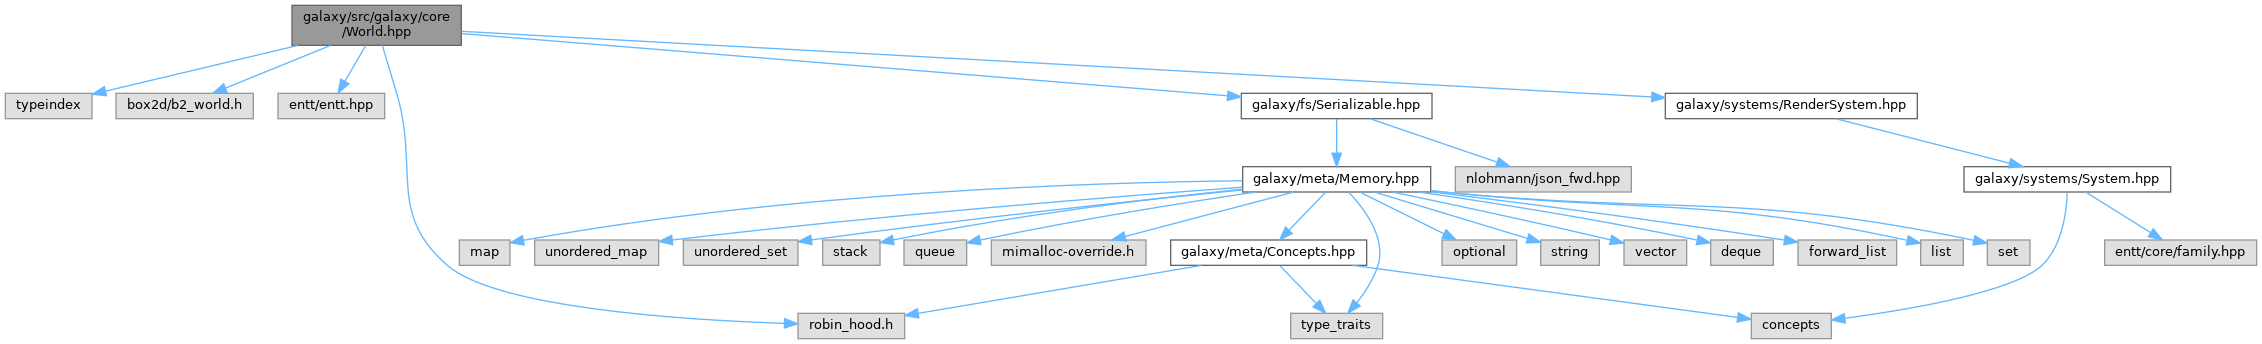 galaxy/src/galaxy/core
/World.hpp
typeindex
box2d/b2_world.h
entt/entt.hpp
galaxy/fs/Serializable.hpp
galaxy/systems/RenderSystem.hpp
galaxy/meta/Memory.hpp
nlohmann/json_fwd.hpp
galaxy/systems/System.hpp
map
unordered_map
unordered_set
stack
queue
mimalloc-override.h
galaxy/meta/Concepts.hpp
optional
string
vector
deque
forward_list
list
set
entt/core/family.hpp
robin_hood.h
type_traits
concepts